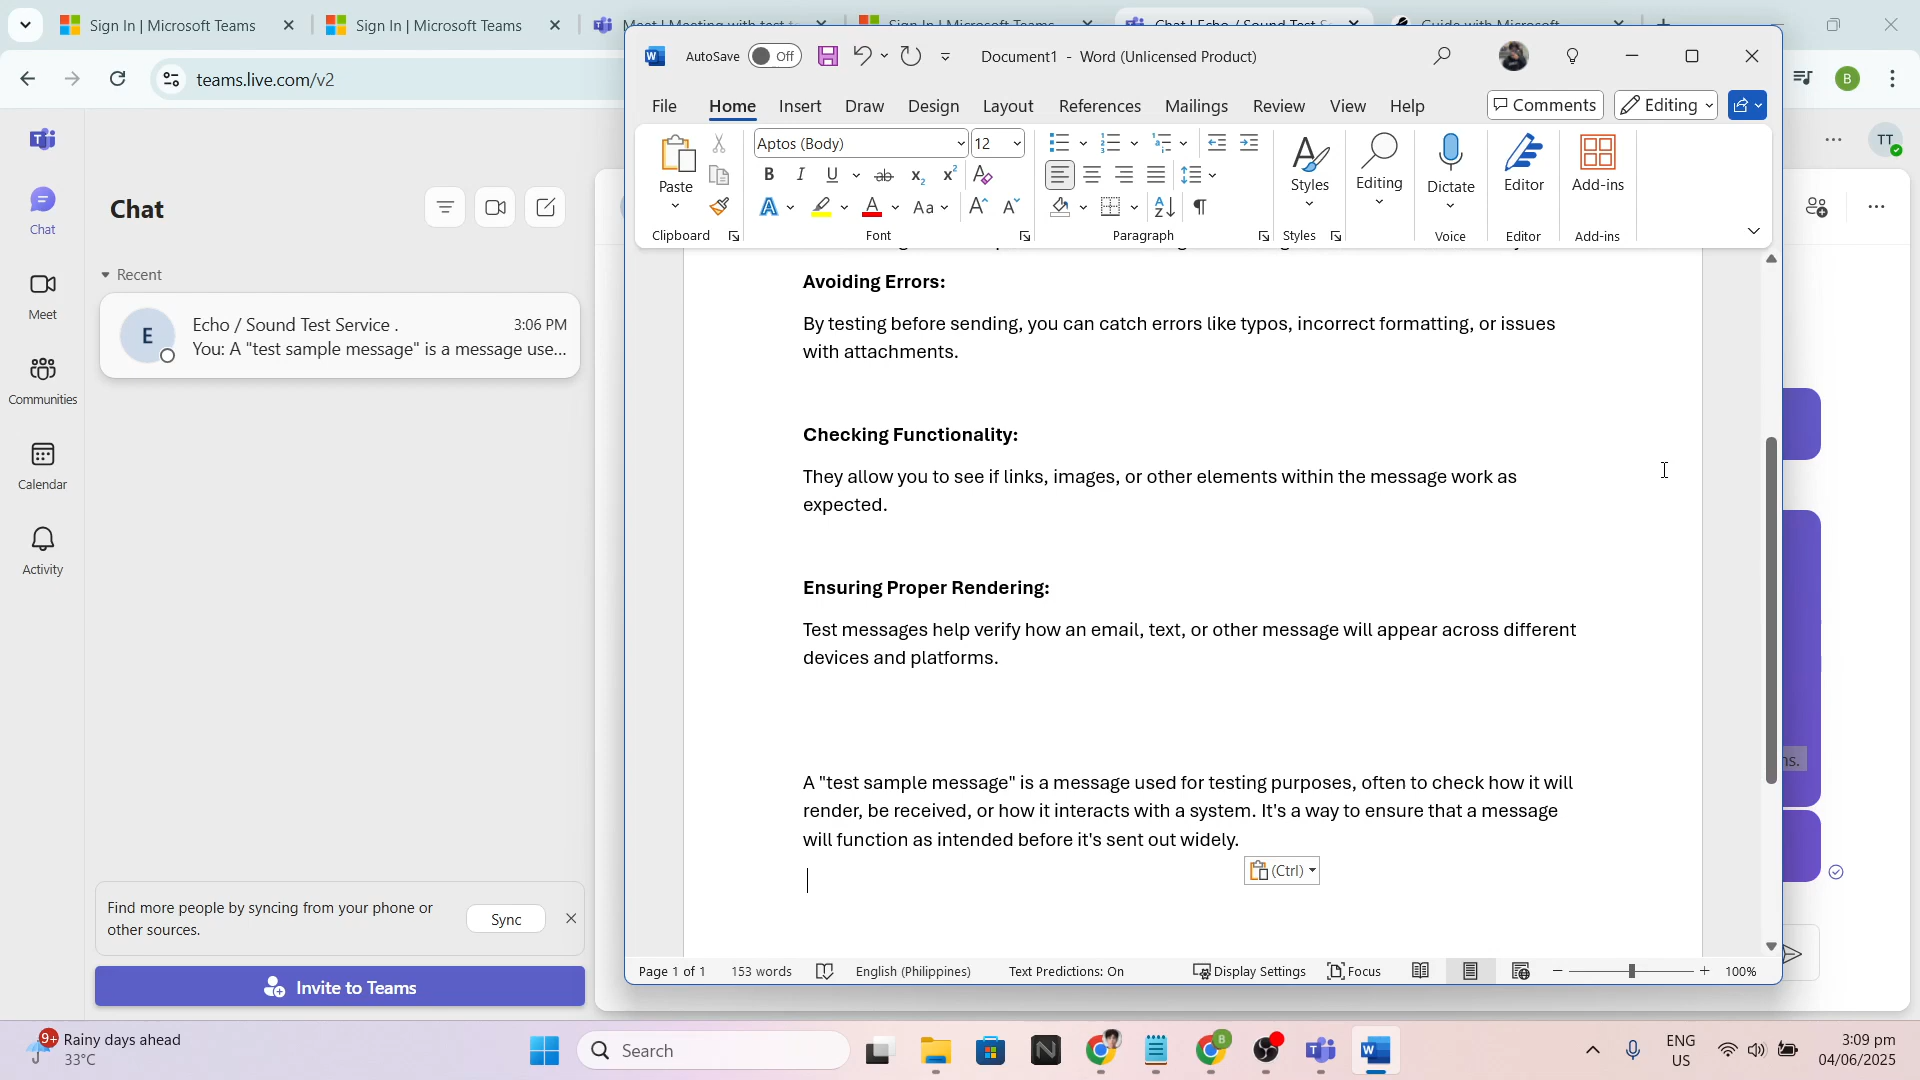 Sign In | Microsoft Teams
Sign In | Microsoft Teams
Document1 - Word (Unlicensed Product)
AutoSave
Off
teams.live.com/v2
B
File
Home
Insert
Draw
Design
Layout
References
Mailings
Review
View
Help
Comments
Editing
Aptos (Body)
12
Paste
Styles
Editing
Dictate
Editor
Add-ins
Clipboard
Font
Paragraph
Styles
Voice
Editor
Add-ins
TT
Chat
Meet
Communities
Calendar
Activity
Chat
Recent
E
Echo / Sound Test Service .
3:06 PM
You: A "test sample message" is a message use...
Avoiding Errors:
By testing before sending, you can catch errors like typos, incorrect formatting, or issues
with attachments.
Checking Functionality:
They allow you to see if links, images, or other elements within the message work as
expected.
Ensuring Proper Rendering:
Test messages help verify how an email, text, or other message will appear across different
devices and platforms.
A "test sample message" is a message used for testing purposes, often to check how it will
render, be received, or how it interacts with a system. It's a way to ensure that a message
will function as intended before it's sent out widely.
(Ctrl)
ns.
Find more people by syncing from your phone or
other sources.
Sync
Invite to Teams
Page 1 of 1
153 words
English (Philippines)
Text Predictions: On
Display Settings
Focus
100%
9+
Rainy days ahead
33°C
Search
ENG
US
3:09 pm
04/06/2025